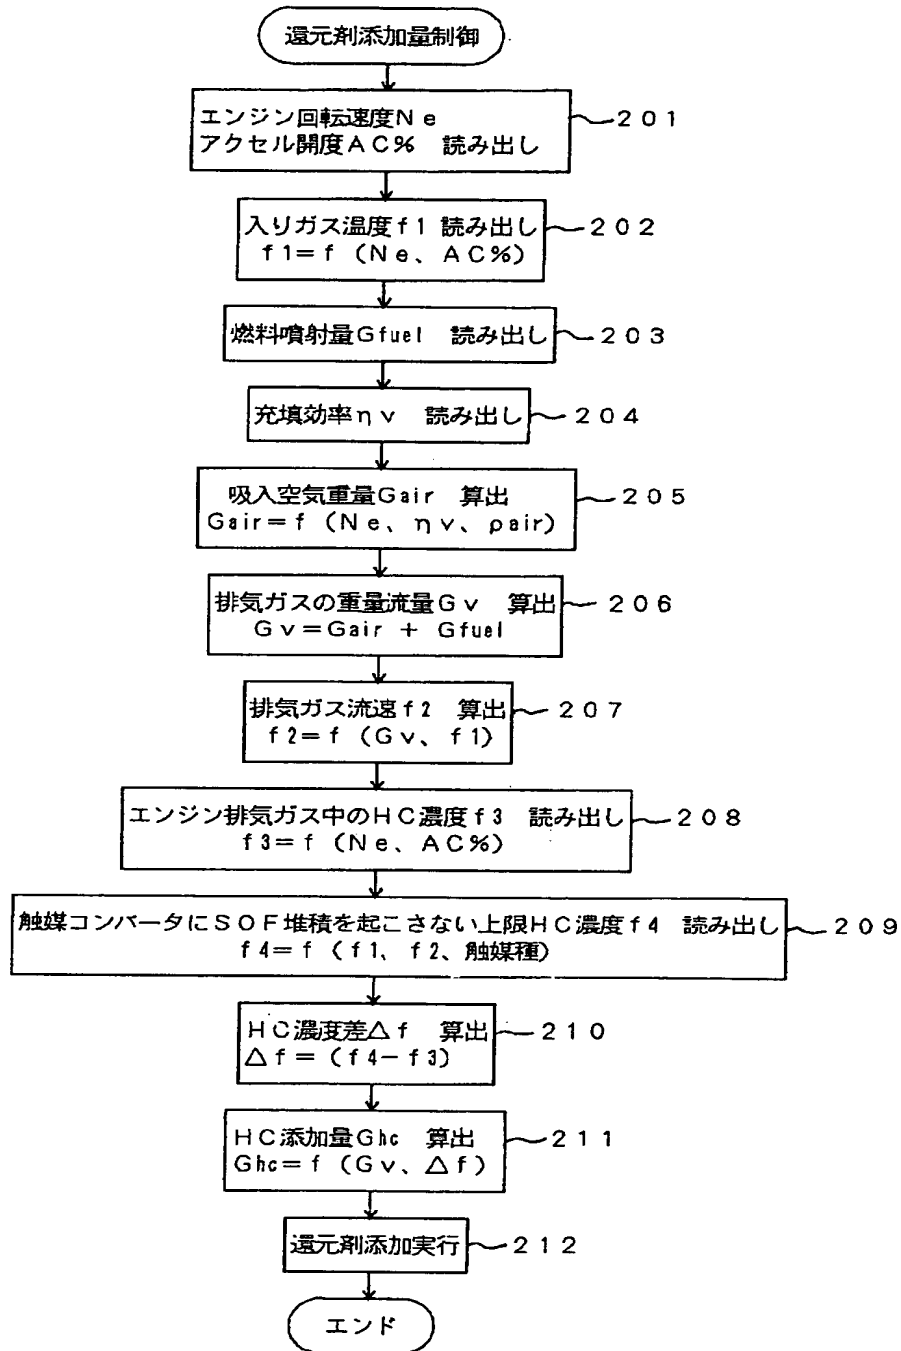 還元剤添加量制御
エンジン回転速度Ne
アクセル開度AC% 読み出し
201
入りガス温度f1 読み出し
f1=f (Ne、AC%)
202
燃料噴射量Gfuel 読み出し
203
充填効率ηv 読み出し
204
吸入空気重量Gair 算出
Gair=f (Ne、ηv、ρair)
205
排気ガスの重量流量Gv 算出
Gv=Gair + Gfuel
206
排気ガス流速f2 算出
f2=f (Gv、f1)
207
エンジン排気ガス中のHC濃度f3 読み出し
f3=f (Ne、AC%)
208
触媒コンバータにSOF堆積を起こさない上限HC濃度f4 読み出し
f4=f (f1、f2、触媒種)
209
HC濃度差△f 算出
△f= (f4-f3)
210
HC添加量Ghc 算出
Ghc=f (Gv、△f)
211
還元剤添加実行
212
エンド